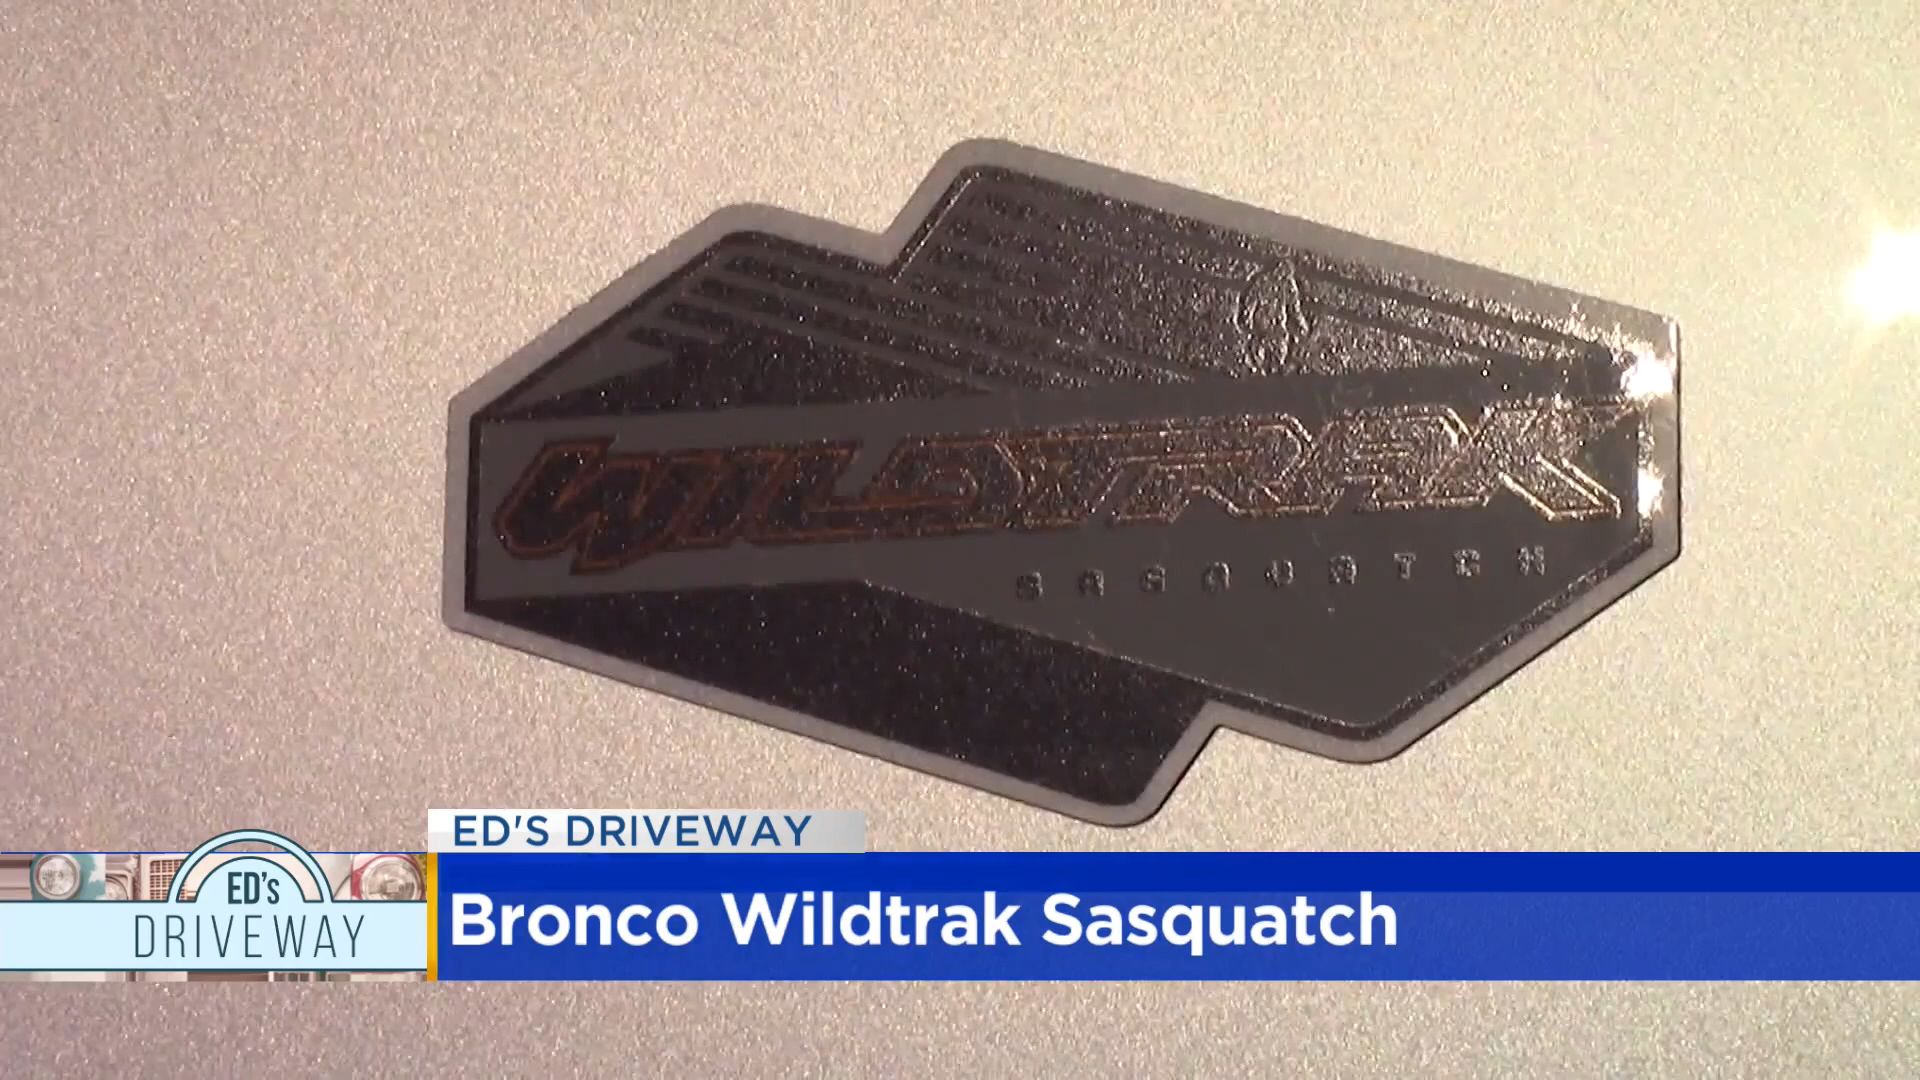 WILDTRAK
SASQUATCH
ED'S DRIVEWAY
Bronco Wildtrak Sasquatch
ED's
DRIVEWAY